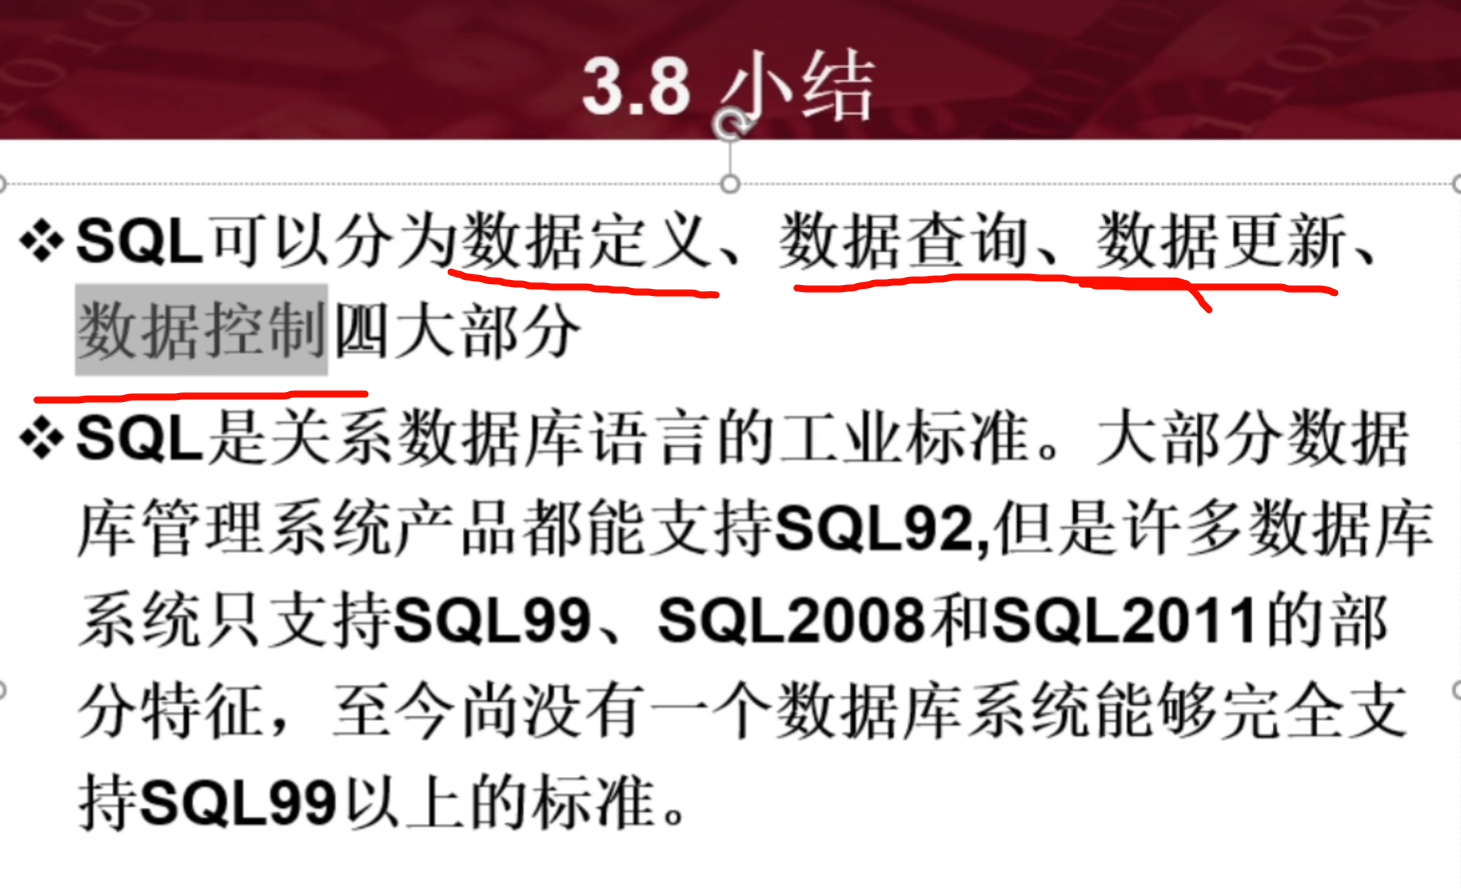 3.8 小结
❖SQL可以分为数据定义、数据查询、数据更新、
数据控制四大部分
❖SQL是关系数据库语言的工业标准。大部分数据
库管理系统产品都能支持SQL92,但是许多数据库
系统只支持SQL99、SQL2008和SQL2011的部
分特征，至今尚没有一个数据库系统能够完全支
持SQL99以上的标准。